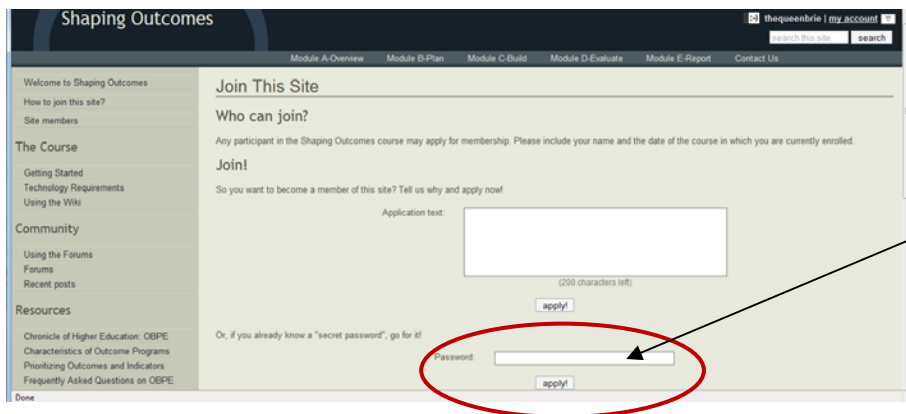 Shaping Outcomes
thequeenbrie | my account
search this site search
Module A-Overview Module B-Plan Module C-Build Module D-Evaluate Module E-Report Contact Us
Welcome to Shaping Outcomes
How to join this site?
Site members
The Course
Getting Started
Technology Requirements
Using the Wiki
Community
Using the Forums
Forums
Recent posts
Resources
Chronicle of Higher Education: OBPE
Characteristics of Outcome Programs
Prioritizing Outcomes and Indicators
Frequently Asked Questions on OBPE
Join This Site
Who can join?
Any participant in the Shaping Outcomes course may apply for membership. Please include your name and the date of the course in which you are currently enrolled.
Join!
So you want to become a member of this site? Tell us why and apply now!
Application text:
(200 characters left)
apply!
Or, if you already know a "secret password", go for it!
Password:
apply!
Done